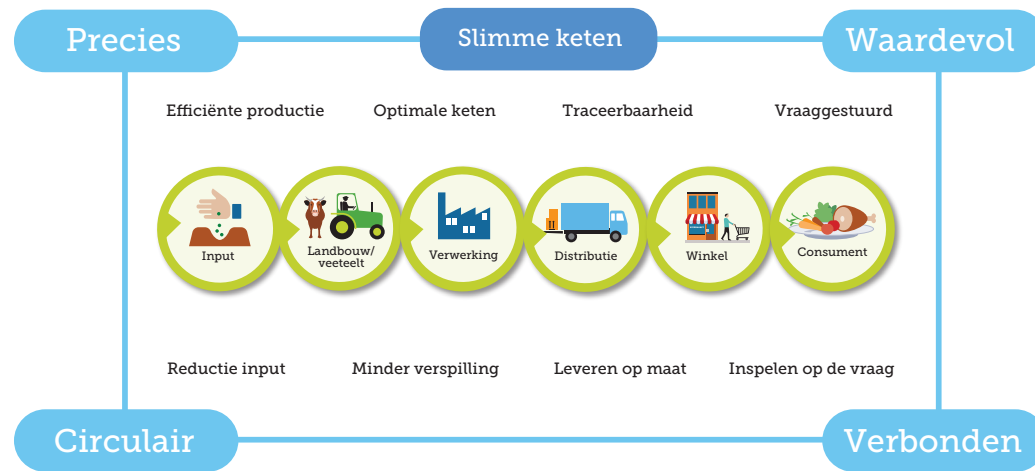 Precies
Slimme keten
Waardevol
Efficiënte productie
Optimale keten
Traceerbaarheid
Vraaggestuurd
Input
Landbouw/
veeteelt
Verwerking
Distributie
Winkel
Consument
Reductie input
Minder verspilling
Leveren op maat
Inspelen op de vraag
Circulair
Verbonden